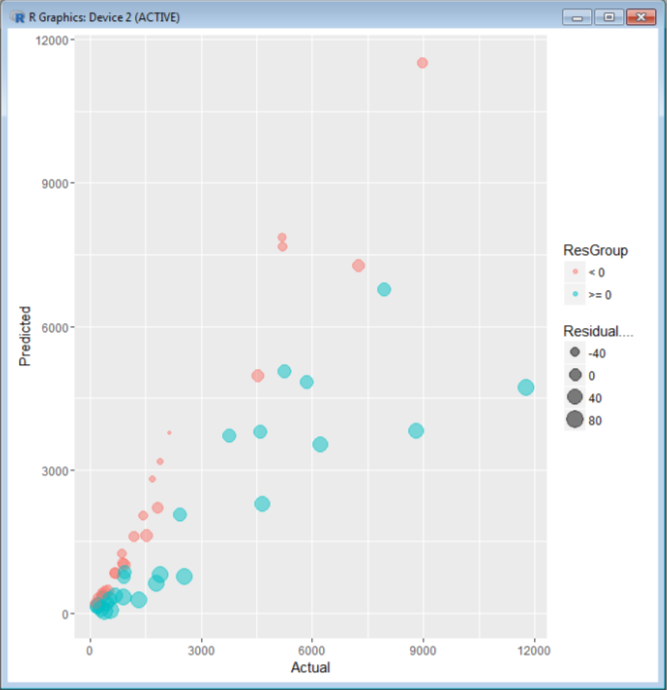 R Graphics: Device 2 (ACTIVE)
12000
9000
6000
3000
0
Predicted
0 3000 6000 9000 12000
Actual
ResGroup
< 0
>= 0
Residual....
-40
0
40
80